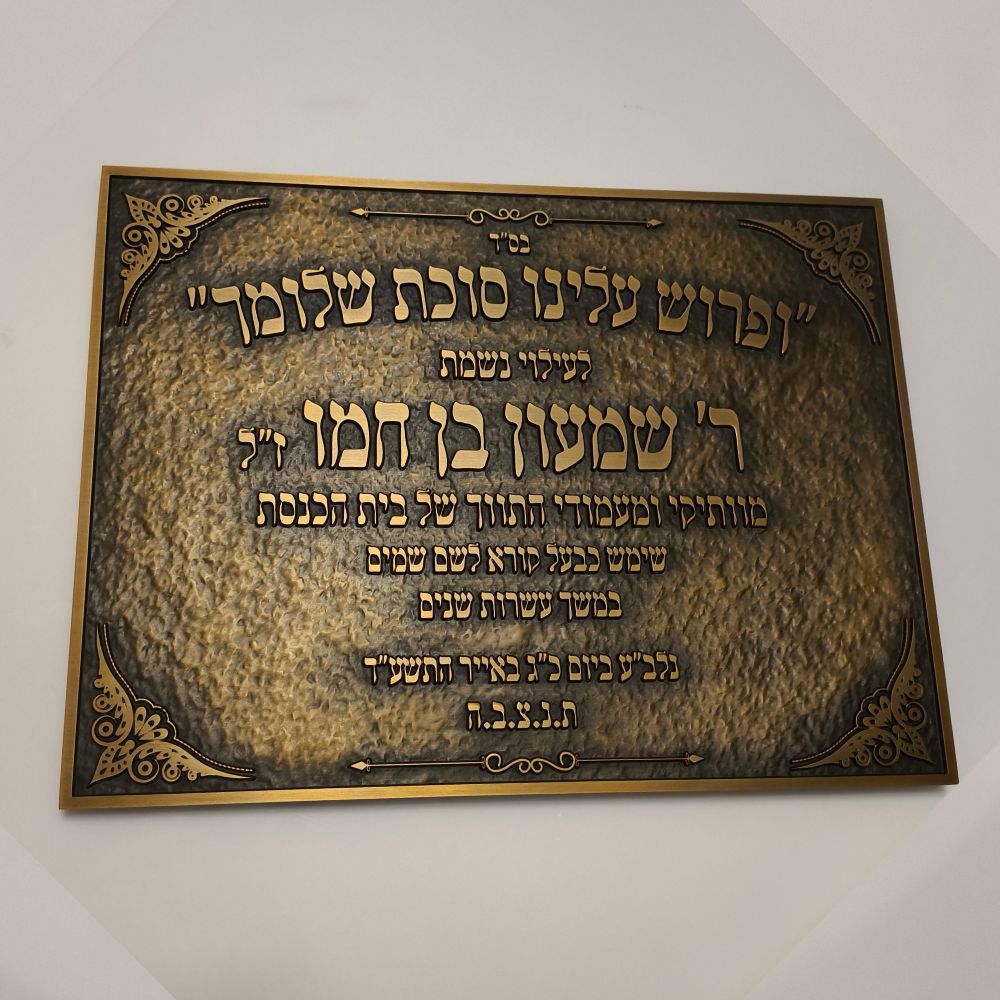 בס"ד
"ופרוש עלינו סוכת שלומך"
לעילוי נשמת
ר' שמעון בן חמו ז"ל
מוותיקי ומעמודי התווך של בית הכנסת
שימש כבעל קורא לשם שמים
במשך עשרות שנים
נלב"ע ביום כ"ג באייר התשע"ד
ת.נ.צ.ב.ה